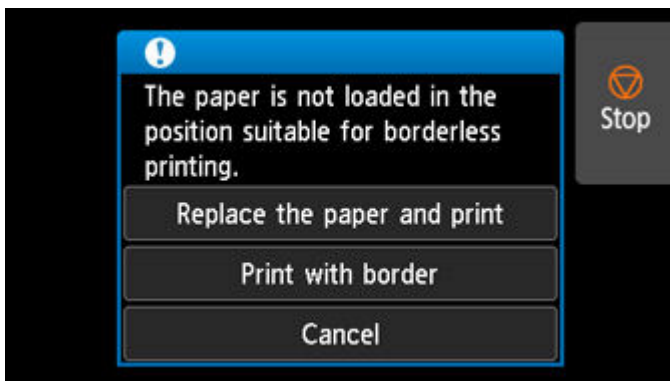 The paper is not loaded in the
position suitable for borderless
printing.
Replace the paper and print
Print with border
Cancel
Stop